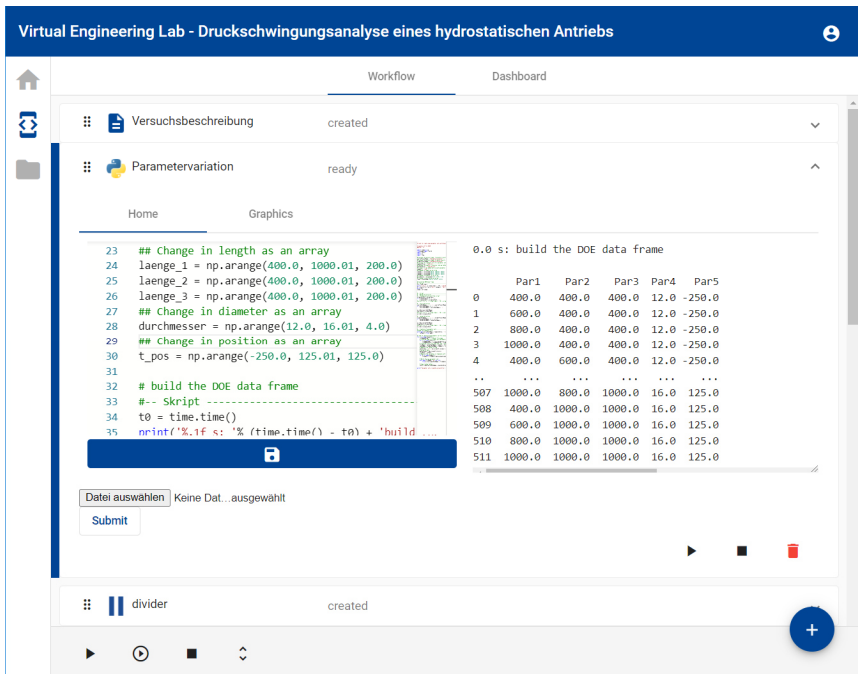 Virtual Engineering Lab - Druckschwingungsanalyse eines hydrostatischen Antriebs
Workflow Dashboard
Versuchsbeschreibung created
Parametervariation ready
Home Graphics
23 ## Change in length as an array
24 laenge_1 = np.arange(400.0, 1000.01, 200.0)
25 laenge_2 = np.arange(400.0, 1000.01, 200.0)
26 laenge_3 = np.arange(400.0, 1000.01, 200.0)
27 ## Change in diameter as an array
28 durchmesser = np.arange(12.0, 16.01, 4.0)
29 ## Change in position as an array
30 t_pos = np.arange(-250.0, 125.01, 125.0)
31
32 # build the DOE data frame
33 #-- Skript ---------------------------------
34 t0 = time.time()
35 print('%.1f s: '% (time.time() - t0) + 'build ...
0.0 s: build the DOE data frame
Par1 Par2 Par3 Par4 Par5
0 400.0 400.0 400.0 12.0 -250.0
1 600.0 400.0 400.0 12.0 -250.0
2 800.0 400.0 400.0 12.0 -250.0
3 1000.0 400.0 400.0 12.0 -250.0
4 400.0 600.0 400.0 12.0 -250.0
.. ... ... ... ... ...
507 1000.0 800.0 1000.0 16.0 125.0
508 400.0 1000.0 1000.0 16.0 125.0
509 600.0 1000.0 1000.0 16.0 125.0
510 800.0 1000.0 1000.0 16.0 125.0
511 1000.0 1000.0 1000.0 16.0 125.0
Datei auswählen Keine Dat...ausgewählt
Submit
divider created